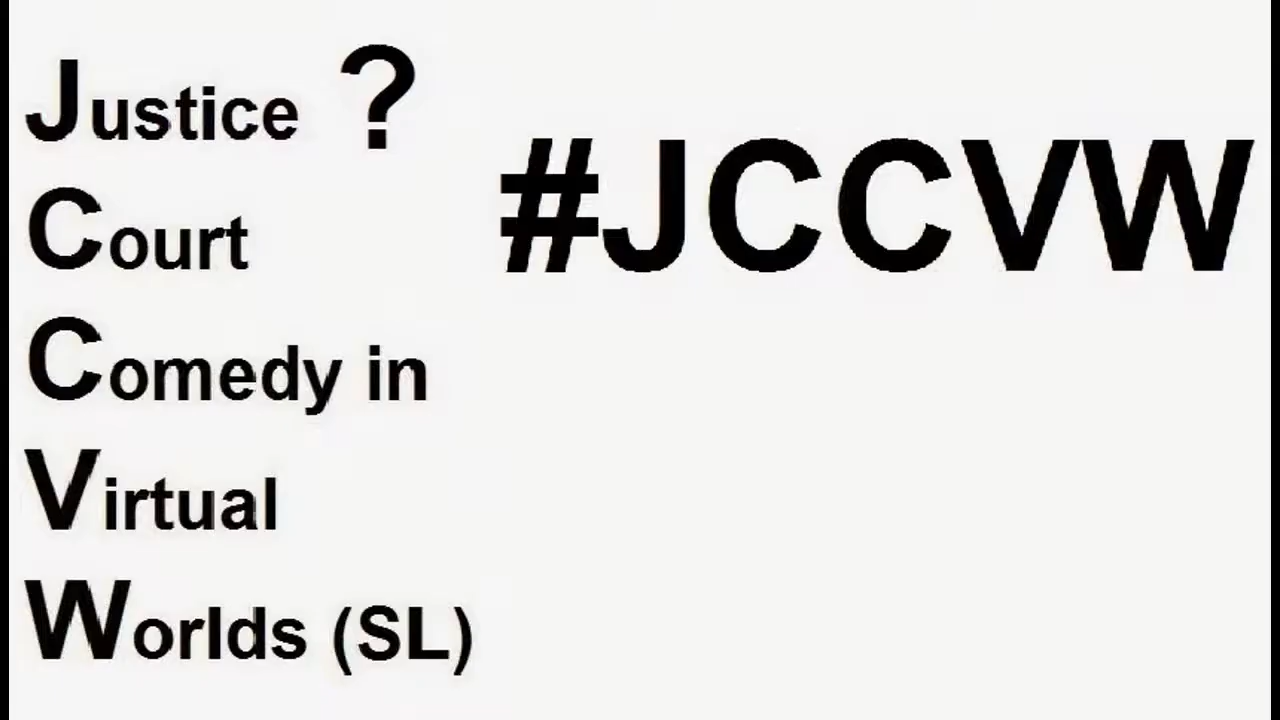 Justice ?
#JCCVW
Court
Comedy in
Virtual
Worlds (SL)